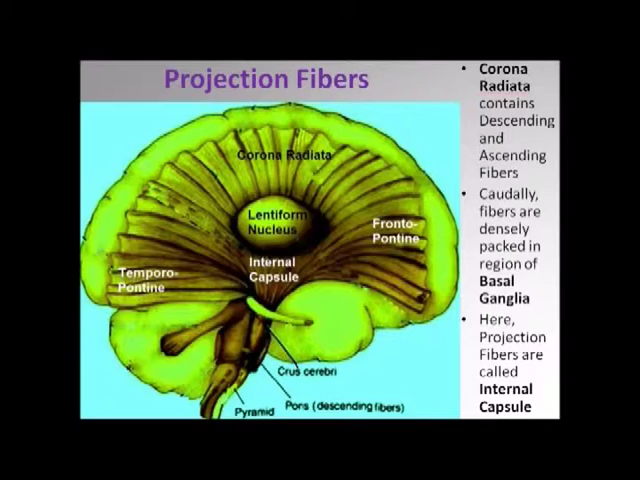 Projection Fibers
Corona Radiata
Lentiform
Nucleus
Fronto-
Pontine
Internal
Capsule
Temporo-
Pontine
Crus cerebri
Pons (descending fibers)
Pyramid
• Corona
Radiata
contains
Descending
and
Ascending
Fibers
• Caudally,
fibers are
densely
packed in
region of
Basal
Ganglia
• Here,
Projection
Fibers are
called
Internal
Capsule